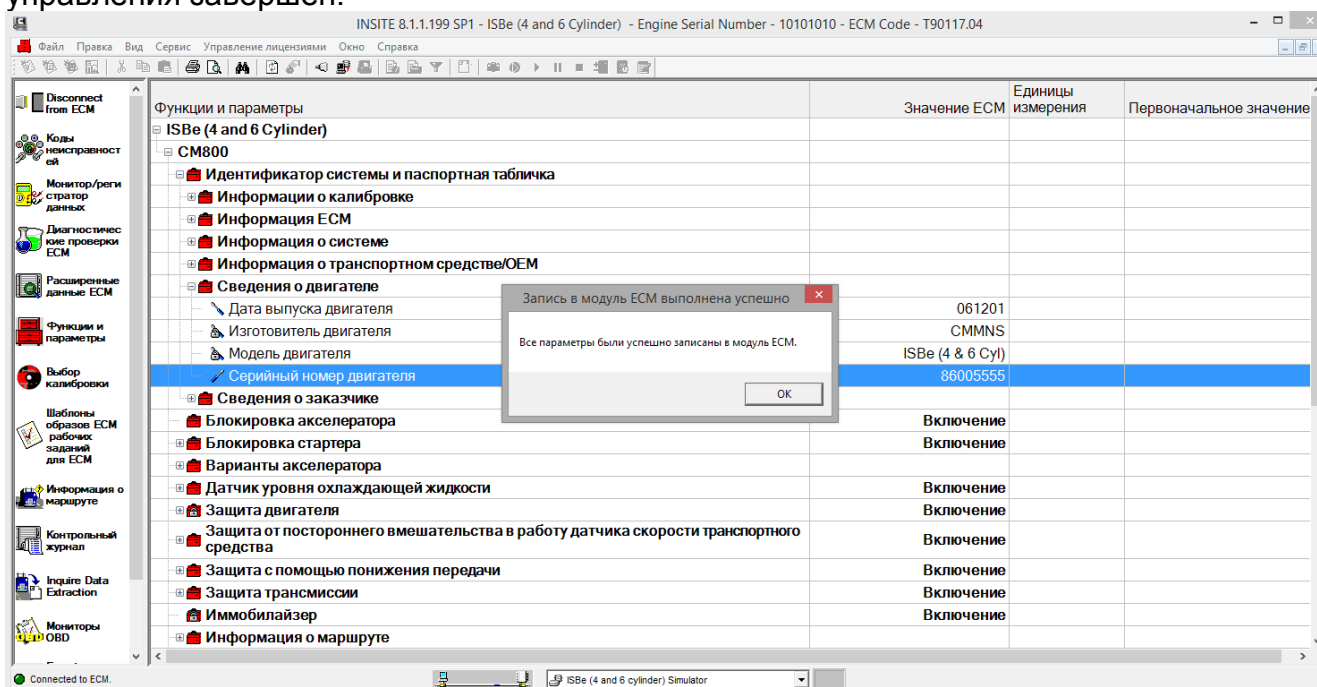 управления завершен.
INSITE 8.1.1.199 SP1 - ISBe (4 and 6 Cylinder) - Engine Serial Number - 10101010 - ECM Code - T90117.04
Файл Правка Вид Сервис Управление лицензиями Окно Справка
Disconnect
from ECM
Коды
неисправност
ей
Монитор/реги
стратор
данных
Диагностичес
кие проверки
ECM
Расширенные
данные ECM
Функции и
параметры
Выбор
калибровки
Шаблоны
образов ECM
рабочих
заданий
для ECM
Информация о
маршруте
Контрольный
журнал
Inquire Data
Extraction
Мониторы
OBD
Функции и параметры Значение ECM Единицы
измерения Первоначальное значение
ISBe (4 and 6 Cylinder)
CM800
Идентификатор системы и паспортная табличка
Информации о калибровке
Информация ECM
Информация о системе
Информация о транспортном средстве/OEM
Сведения о двигателе
Дата выпуска двигателя 061201
Изготовитель двигателя CMMNS
Модель двигателя ISBe (4 & 6 Cyl)
Серийный номер двигателя 86005555
Сведения о заказчике
Блокировка акселератора Включение
Блокировка стартера Включение
Варианты акселератора
Датчик уровня охлаждающей жидкости Включение
Защита двигателя Включение
Защита от постороннего вмешательства в работу датчика скорости транспортного
средства Включение
Защита с помощью понижения передачи Включение
Защита трансмиссии Включение
Иммобилайзер Включение
Информация о маршруте
Запись в модуль ECM выполнена успешно
Все параметры были успешно записаны в модуль ECM.
OK
Connected to ECM. ISBe (4 and 6 cylinder) Simulator